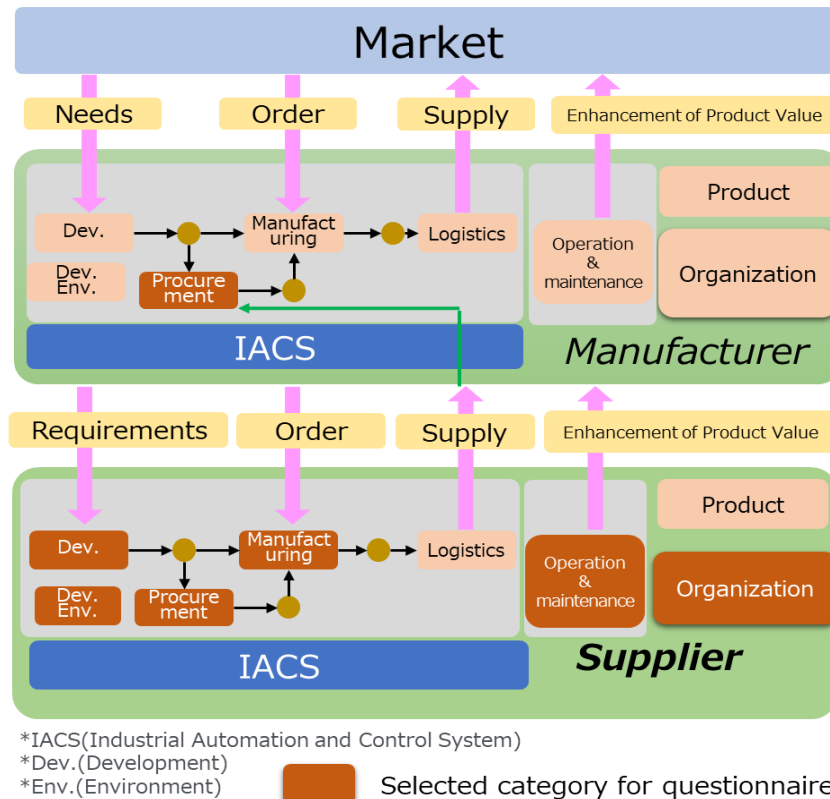 Market
Needs
Order
Supply
Enhancement of Product Value
Dev.
Manufact
uring
Logistics
Operation
&
maintenance
Product
Dev.
Env.
Procure
ment
Organization
IACS
Manufacturer
Requirements
Order
Supply
Enhancement of Product Value
Dev.
Manufact
uring
Logistics
Operation
&
maintenance
Product
Dev.
Env.
Procure
ment
Organization
IACS
Supplier
*IACS(Industrial Automation and Control System)
*Dev.(Development)
*Env.(Environment)
Selected category for questionnaire